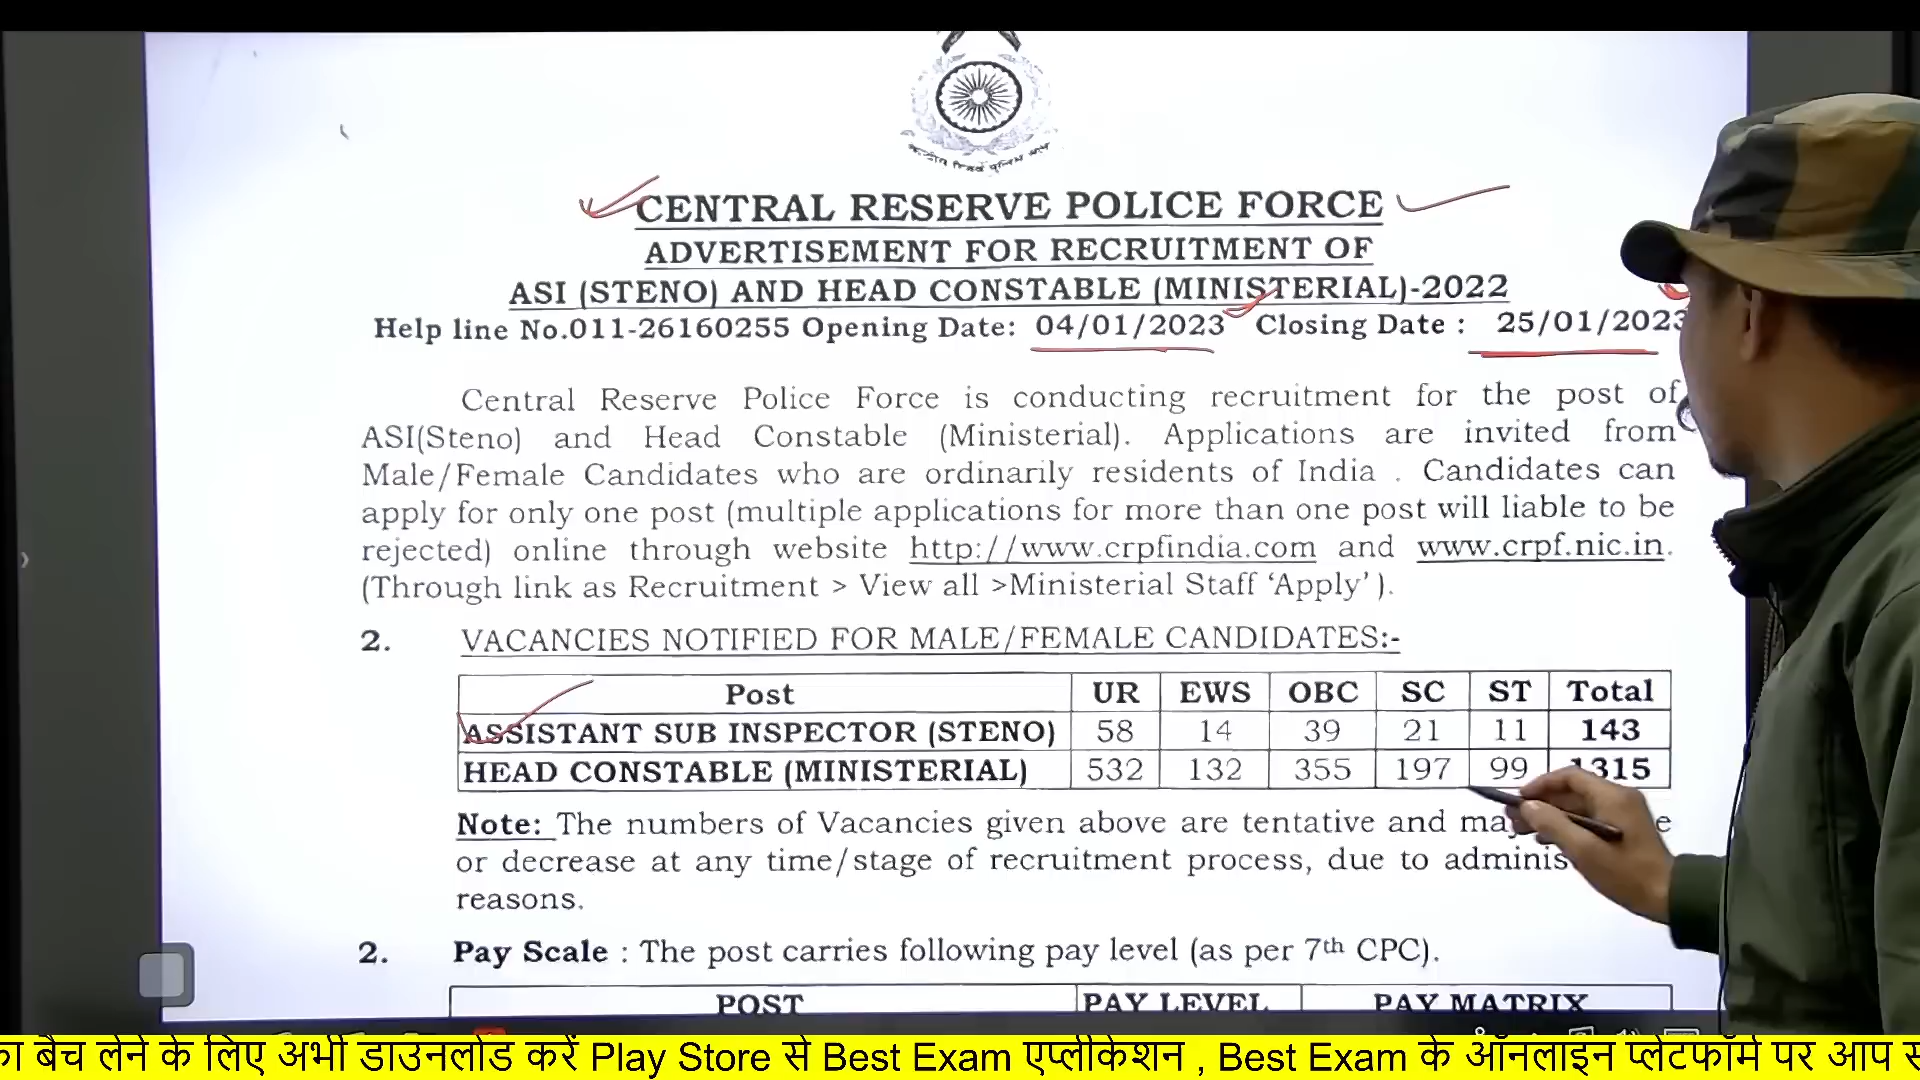 CENTRAL RESERVE POLICE FORCE
ADVERTISEMENT FOR RECRUITMENT OF
ASI (STENO) AND HEAD CONSTABLE (MINISTERIAL)-2022
Help line No.011-26160255 Opening Date: 04/01/2023 Closing Date : 25/01/2023
Central Reserve Police Force is conducting recruitment for the post of
ASI(Steno) and Head Constable (Ministerial). Applications are invited from
Male/Female Candidates who are ordinarily residents of India . Candidates can
apply for only one post (multiple applications for more than one post will liable to be
rejected) online through website http://www.crpfindia.com and www.crpf.nic.in.
(Through link as Recruitment > View all >Ministerial Staff ‘Apply’ ).
2. VACANCIES NOTIFIED FOR MALE/FEMALE CANDIDATES:-
Post UR EWS OBC SC ST Total
ASSISTANT SUB INSPECTOR (STENO) 58 14 39 21 11 143
HEAD CONSTABLE (MINISTERIAL) 532 132 355 197 99 1315
Note: The numbers of Vacancies given above are tentative and
or decrease at any time/stage of recruitment process, due to
reasons.
2. Pay Scale : The post carries following pay level (as per 7th CPC).
POST PAY LEVEL PAY MATRIX
का बैच लेने के लिए अभी डाउनलोड करें Play Store से Best Exam एप्लीकेशन , Best Exam के ऑनलाइन प्लेटफॉर्म पर आप